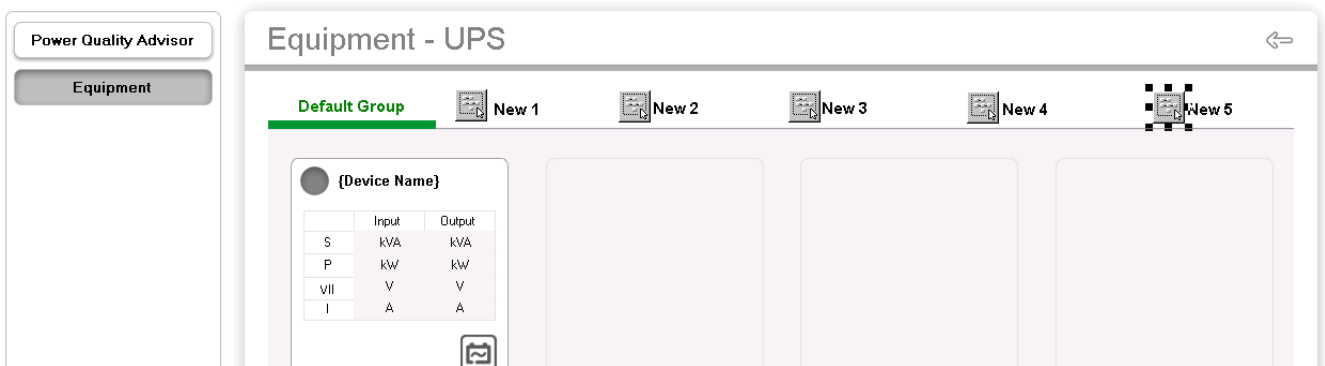 Power Quality Advisor
Equipment
Equipment - UPS
Default Group New 1 New 2 New 3 New 4 New 5
{Device Name}
Input Output
S kVA kVA
P kW kW
Vll V V
I A A